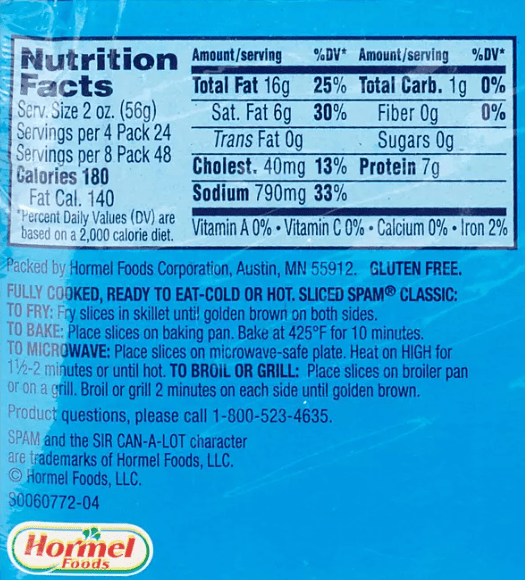 Nutrition
Facts
Serv. Size 2 oz. (56g)
Servings per 4 Pack 24
Servings per 8 Pack 48
Calories 180
Fat Cal. 140
*Percent Daily Values (DV) are
based on a 2,000 calorie diet.
Amount/serving %DV* Amount/serving %DV*
Total Fat 16g 25% Total Carb. 1g 0%
Sat. Fat 6g 30% Fiber 0g 0%
Trans Fat 0g Sugars 0g
Cholest. 40mg 13% Protein 7g
Sodium 790mg 33%
Vitamin A 0% • Vitamin C 0% • Calcium 0% • Iron 2%
Packed by Hormel Foods Corporation, Austin, MN 55912. GLUTEN FREE.
FULLY COOKED, READY TO EAT-COLD OR HOT. SLICED SPAM® CLASSIC:
TO FRY: Fry slices in skillet until golden brown on both sides.
TO BAKE: Place slices on baking pan. Bake at 425°F for 10 minutes.
TO MICROWAVE: Place slices on microwave-safe plate. Heat on HIGH for
1½-2 minutes or until hot. TO BROIL OR GRILL: Place slices on broiler pan
or on a grill. Broil or grill 2 minutes on each side until golden brown.
Product questions, please call 1-800-523-4635.
SPAM and the SIR CAN-A-LOT character
are trademarks of Hormel Foods, LLC.
© Hormel Foods, LLC.
S0060772-04
Hormel
Foods